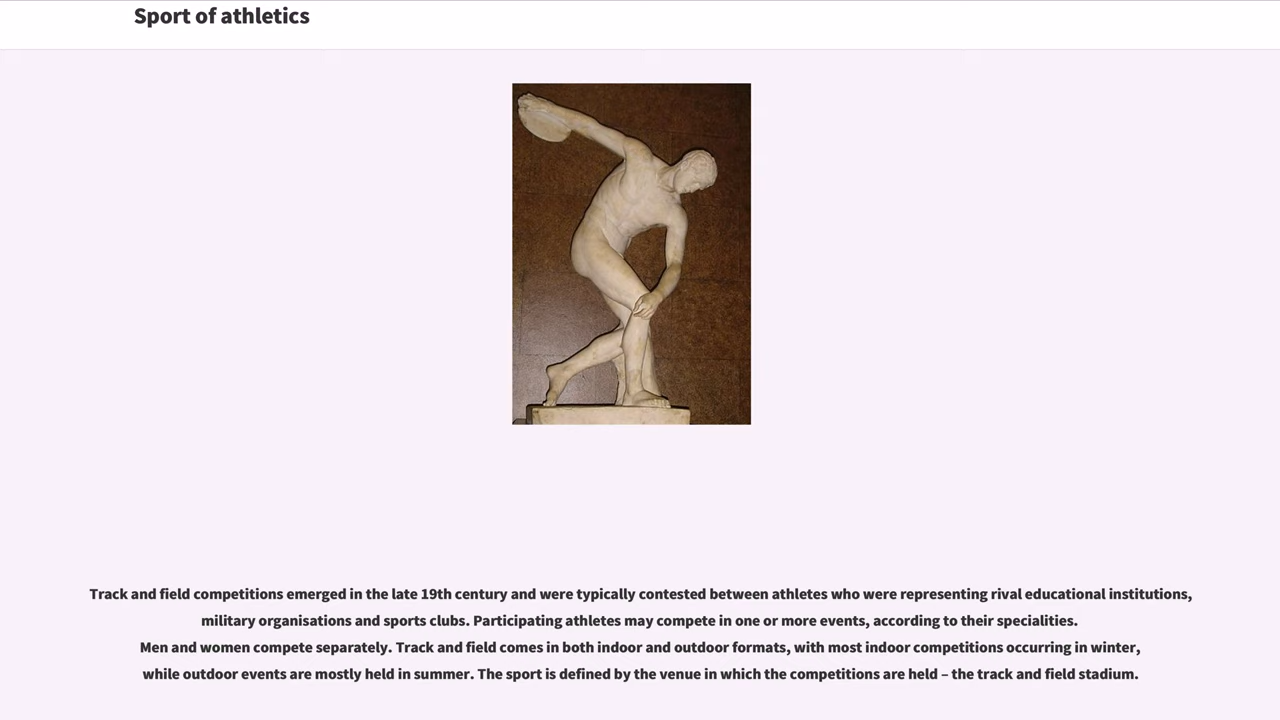 Sport of athletics
Track and field competitions emerged in the late 19th century and were typically contested between athletes who were representing rival educational institutions,
military organisations and sports clubs. Participating athletes may compete in one or more events, according to their specialities.
Men and women compete separately. Track and field comes in both indoor and outdoor formats, with most indoor competitions occurring in winter,
while outdoor events are mostly held in summer. The sport is defined by the venue in which the competitions are held – the track and field stadium.